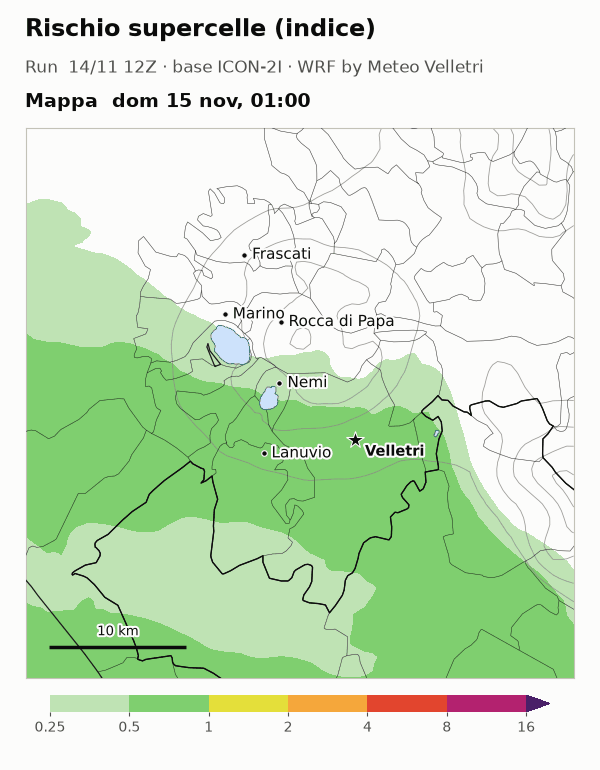 Rischio supercelle (indice)
Run  14/11 12Z · base ICON-2I · WRF by Meteo Velletri
Mappa  dom 15 nov, 01:00
Frascati
Marino
Rocca di Papa
Nemi
Velletri
Lanuvio
10 km
0.25 0.5 1 2 4 8 16